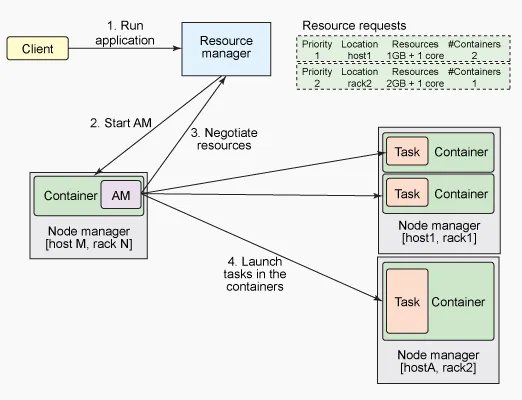 1. Run
application
Resource requests
Client
Resource
manager
Priority Location Resources #Containers
1 host1 1GB + 1 core 2
Priority Location Resources #Containers
2 rack2 2GB + 1 core 1
2. Start AM
3. Negotiate
resources
Task Container
Container AM
Task Container
Node manager
[host M, rack N]
Node manager
[host1, rack1]
4. Launch
tasks in the
containers
Task Container
Node manager
[hostA, rack2]